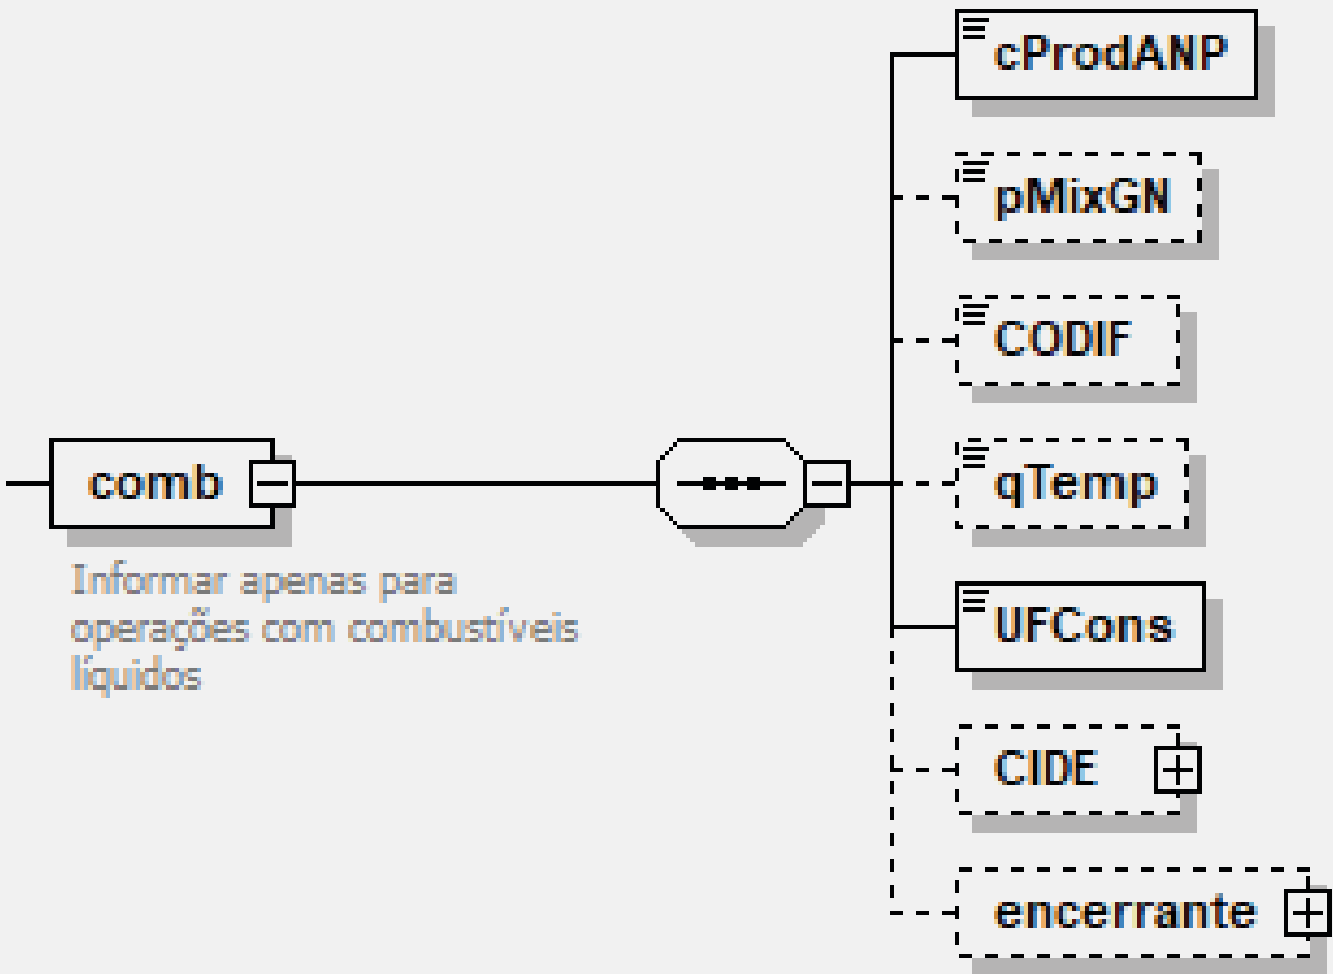 cProdANP
pMixGN
CODIF
comb
qTemp
Informar apenas para
operações com combustíveis
líquidos
UFCons
CIDE
encerrante